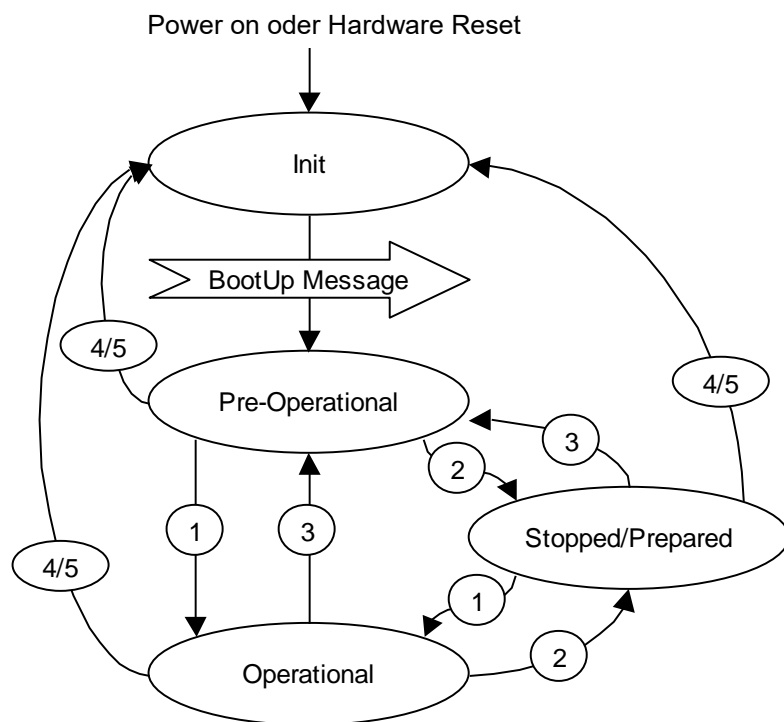 Power on oder Hardware Reset
Init
BootUp Message
4/5
Pre-Operational
4/5
3
2
1
3
Stopped/Prepared
4/5
1
Operational
2